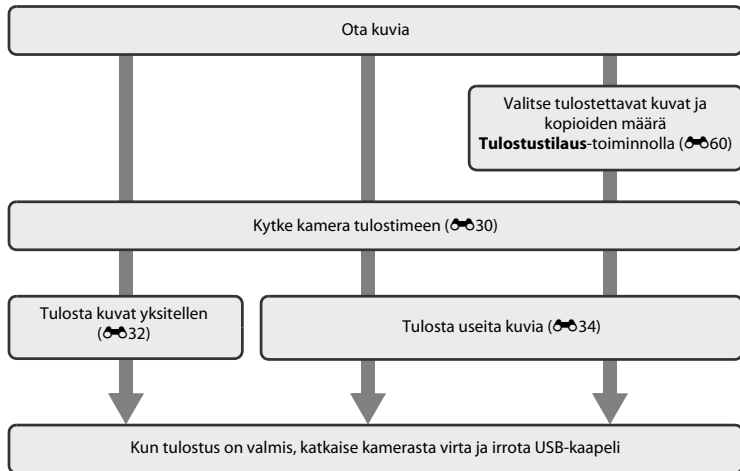 Ota kuvia
Valitse tulostettavat kuvat ja
kopioiden määrä
Tulostustilaus-toiminnolla (60)
Kytke kamera tulostimeen (30)
Tulosta kuvat yksitellen
(32)
Tulosta useita kuvia (34)
Kun tulostus on valmis, katkaise kamerasta virta ja irrota USB-kaapeli